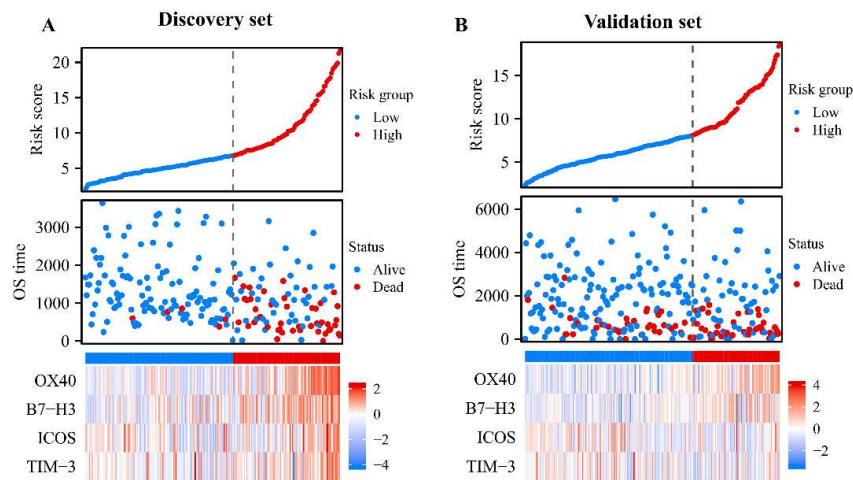 A
Discovery set
Risk score
20
15
10
5
Risk group
Low
High
OS time
3000
2000
1000
0
Status
Alive
Dead
OX40
B7−H3
ICOS
TIM−3
2
0
−2
−4
B
Validation set
Risk score
15
10
5
Risk group
Low
High
OS time
6000
4000
2000
0
Status
Alive
Dead
OX40
B7−H3
ICOS
TIM−3
4
2
0
−2